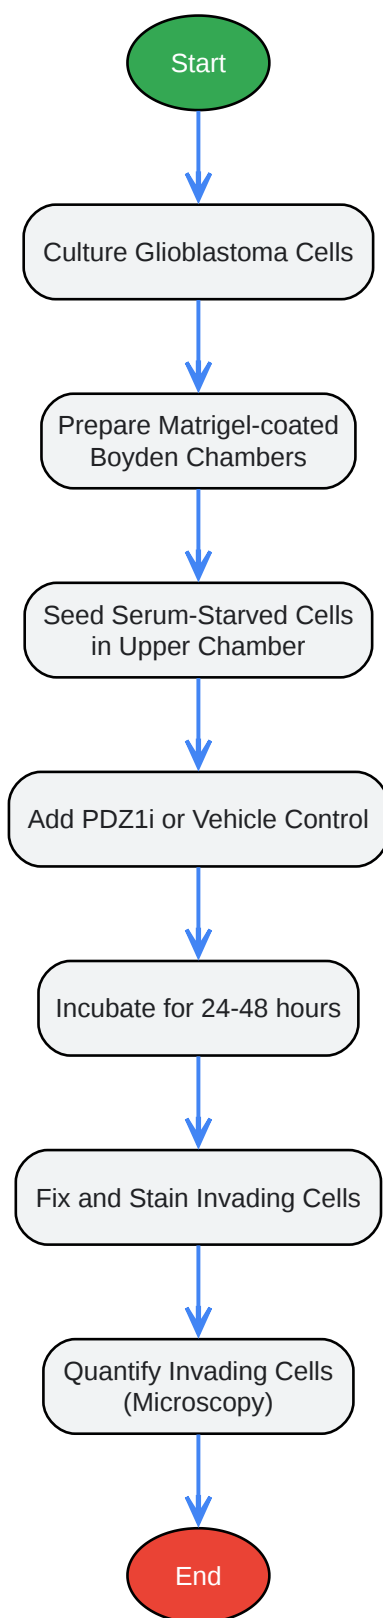 Start
Culture Glioblastoma Cells
Prepare Matrigel-coated
Boyden Chambers
Seed Serum-Starved Cells
in Upper Chamber
Add PDZ1i or Vehicle Control
Incubate for 24-48 hours
Fix and Stain Invading Cells
Quantify Invading Cells
(Microscopy)
End